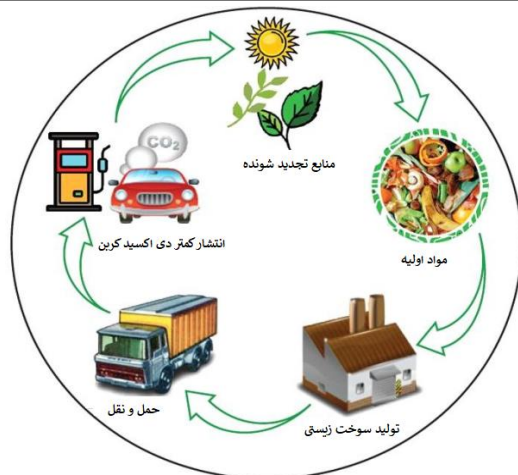 CO₂
منابع تجدید شونده
مواد اولیه
انتشار کمتر دی اکسید کربن
حمل و نقل
تولید سوخت زیستی